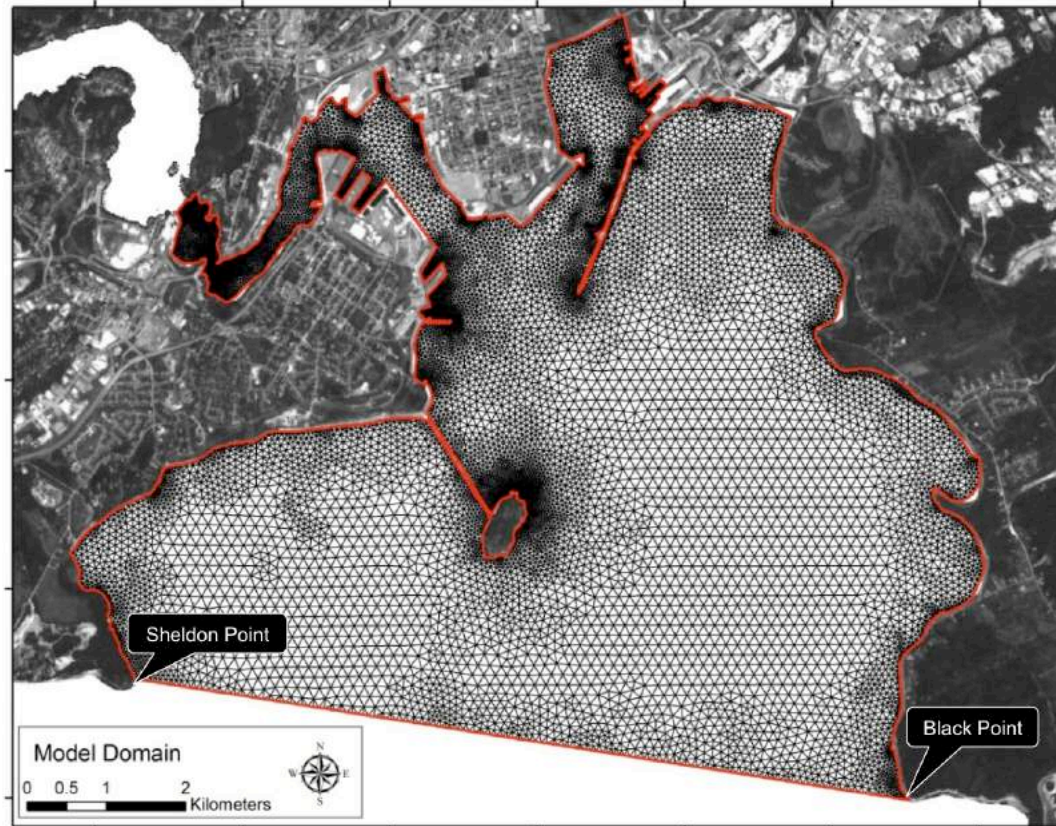 Sheldon Point
Black Point
Model Domain
N
W E
S
0 0.5 1 2
Kilometers